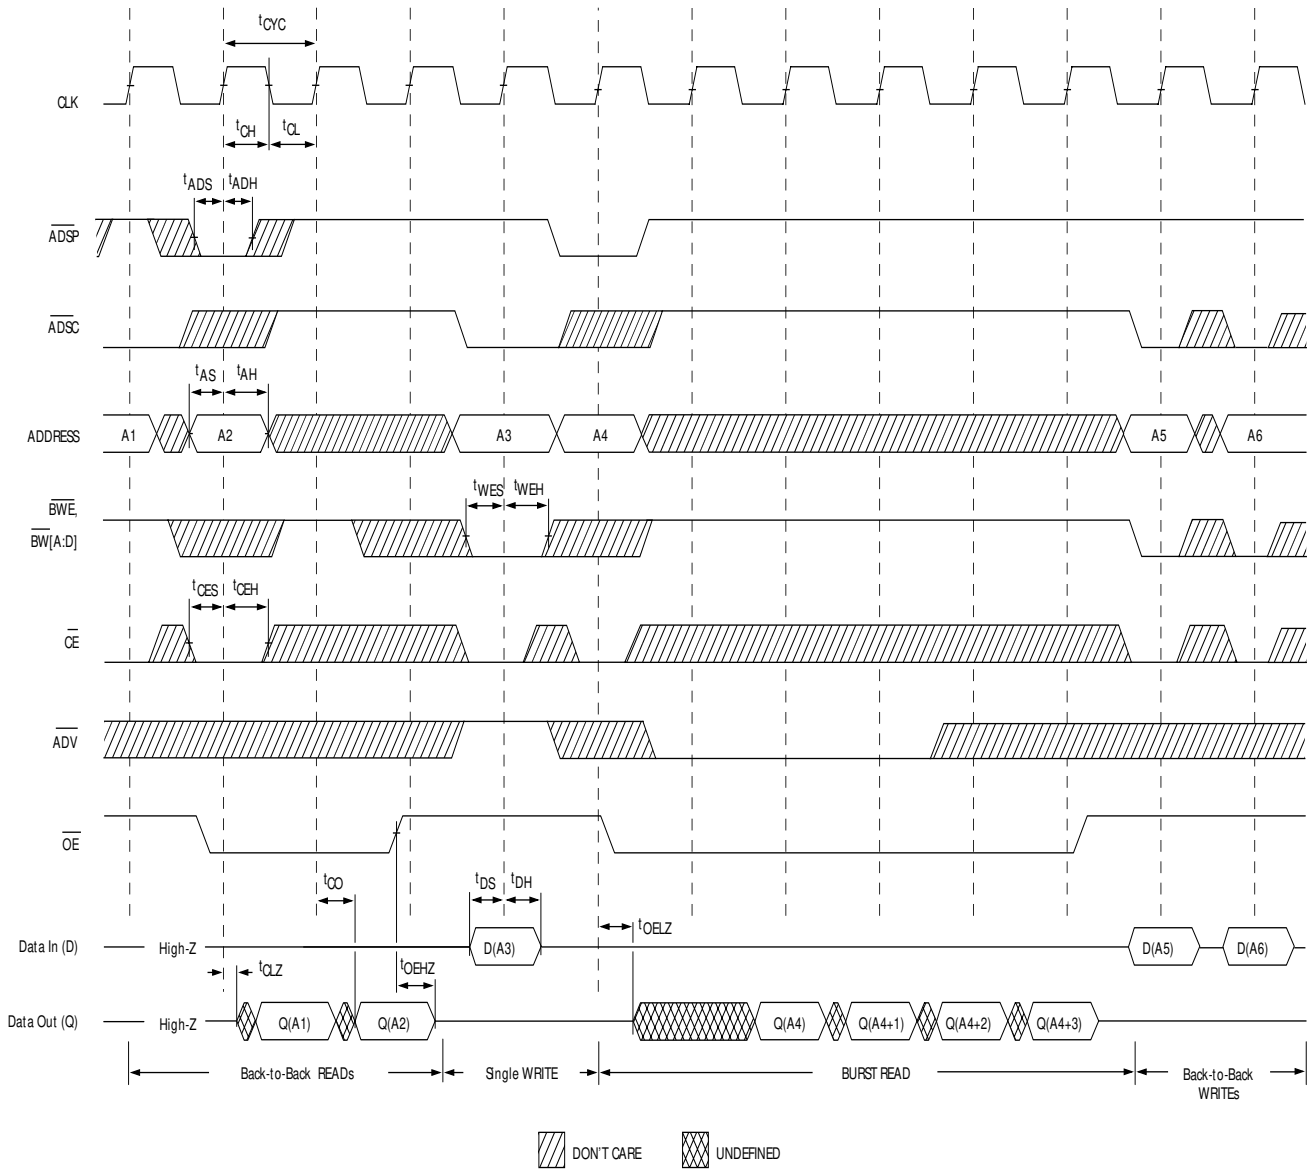 tCYC
CLK
tCH tCL
tADS tADH
ADSP
ADSC
tAS tAH
ADDRESS A1 A2 A3 A4 A5 A6
tWES tWEH
BWE,
BW[A:D]
tCES tCEH
CE
ADV
OE
tCO tDS tDH
tOELZ
Data In (D) High-Z D(A3) D(A5) D(A6)
tCLZ tOEHZ
Data Out (Q) High-Z Q(A1) Q(A2) Q(A4) Q(A4+1) Q(A4+2) Q(A4+3)
Back-to-Back READs Single WRITE BURST READ Back-to-Back
WRITEs
DON'T CARE UNDEFINED